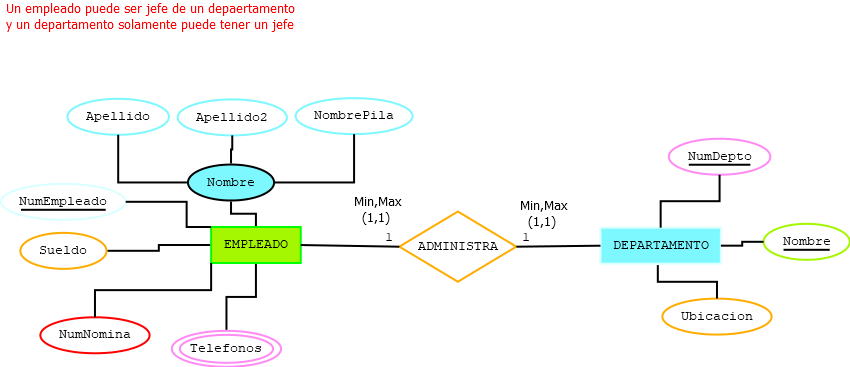 Un empleado puede ser jefe de un depaertamento
y un departamento solamente puede tener un jefe
Apellido
Apellido2
NombrePila
Nombre
NumDepto
NumEmpleado
Min,Max
(1,1)
Min,Max
(1,1)
1
1
Sueldo
EMPLEADO
ADMINISTRA
DEPARTAMENTO
Nombre
NumNomina
Telefonos
Ubicacion